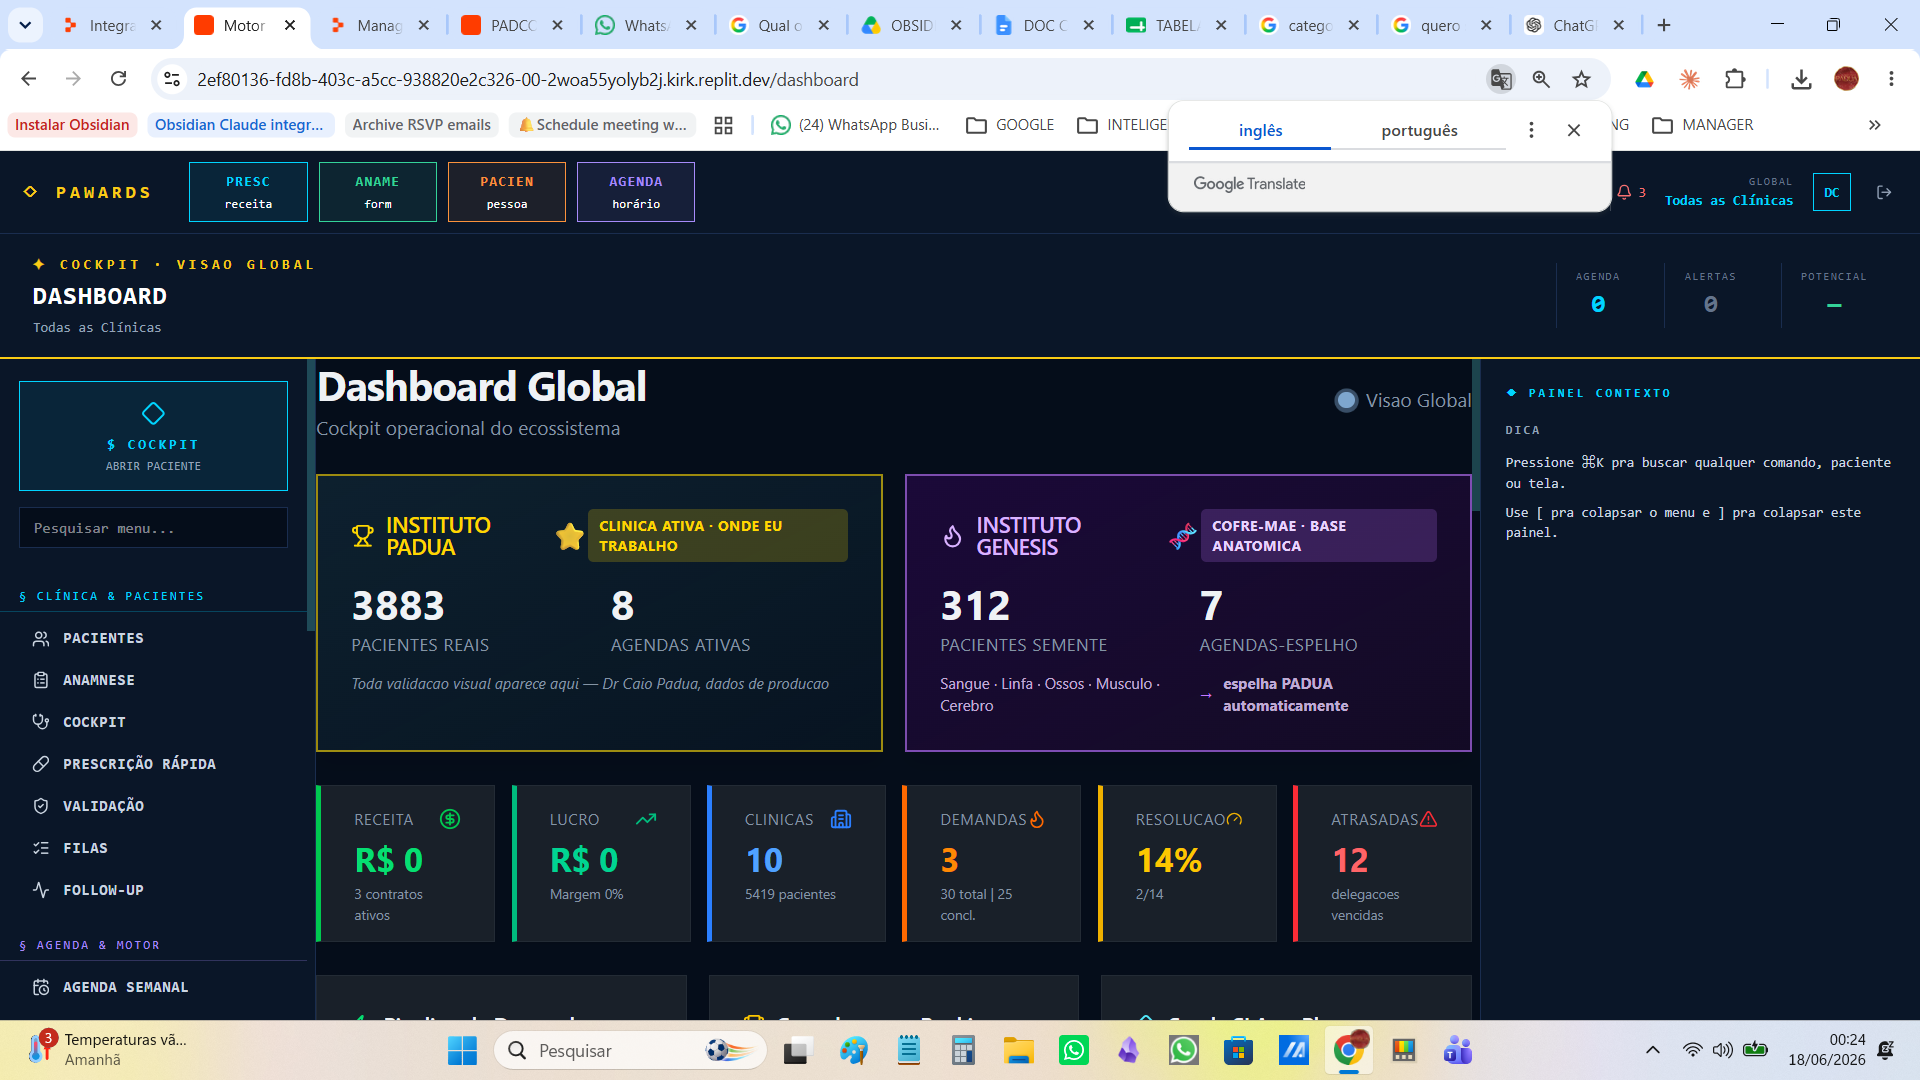 Integra
Motor
Manag
PADCO
WhatsA
Qual o
OBSID
DOC C
TABELA
catego
quero
ChatGP
2ef80136-fd8b-403c-a5cc-938820e2c326-00-2woa55yolyb2j.kirk.replit.dev/dashboard
Instalar Obsidian
Obsidian Claude integr...
Archive RSVP emails
Schedule meeting w...
(24) WhatsApp Busi...
GOOGLE
INTELIGE
NG
MANAGER
inglês
português
Google Translate
PAWARDS
PRESC
receita
ANAME
form
PACIEN
pessoa
AGENDA
horário
3
GLOBAL
Todas as Clínicas
DC
COCKPIT · VISAO GLOBAL
DASHBOARD
Todas as Clínicas
AGENDA
0
ALERTAS
0
POTENCIAL
—
$ COCKPIT
ABRIR PACIENTE
Pesquisar menu...
§ CLÍNICA & PACIENTES
PACIENTES
ANAMNESE
COCKPIT
PRESCRIÇÃO RÁPIDA
VALIDAÇÃO
FILAS
FOLLOW-UP
§ AGENDA & MOTOR
AGENDA SEMANAL
Dashboard Global
Cockpit operacional do ecossistema
Visao Global
INSTITUTO
PADUA
CLINICA ATIVA · ONDE EU
TRABALHO
3883
PACIENTES REAIS
8
AGENDAS ATIVAS
Toda validacao visual aparece aqui — Dr Caio Padua, dados de producao
INSTITUTO
GENESIS
COFRE-MAE · BASE
ANATOMICA
312
PACIENTES SEMENTE
7
AGENDAS-ESPELHO
Sangue · Linfa · Ossos · Musculo ·
Cerebro
→ espelha PADUA
automaticamente
RECEITA
R$ 0
3 contratos
ativos
LUCRO
R$ 0
Margem 0%
CLINICAS
10
5419 pacientes
DEMANDAS
3
30 total | 25
concl.
RESOLUCAO
14%
2/14
ATRASADAS
12
delegacoes
vencidas
PAINEL CONTEXTO
DICA
Pressione ⌘K pra buscar qualquer comando, paciente
ou tela.
Use [ pra colapsar o menu e ] pra colapsar este
painel.
3
Temperaturas vã...
Amanhã
Pesquisar
00:24
18/06/2026